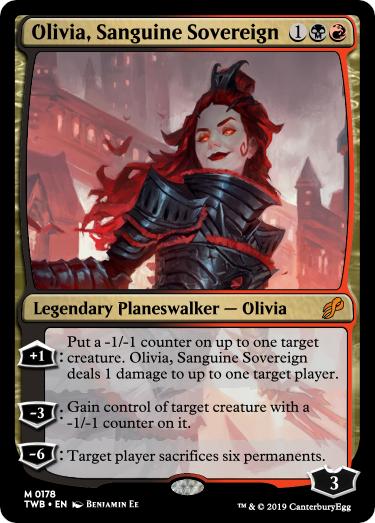 Olivia, Sanguine Sovereign 1
Legendary Planeswalker — Olivia
+1: Put a -1/-1 counter on up to one target
creature. Olivia, Sanguine Sovereign
deals 1 damage to up to one target player.
-3: Gain control of target creature with a
-1/-1 counter on it.
-6: Target player sacrifices six permanents.
3
M 0178
TWB • EN Benjamin Ee
™ & © 2019 CanterburyEgg